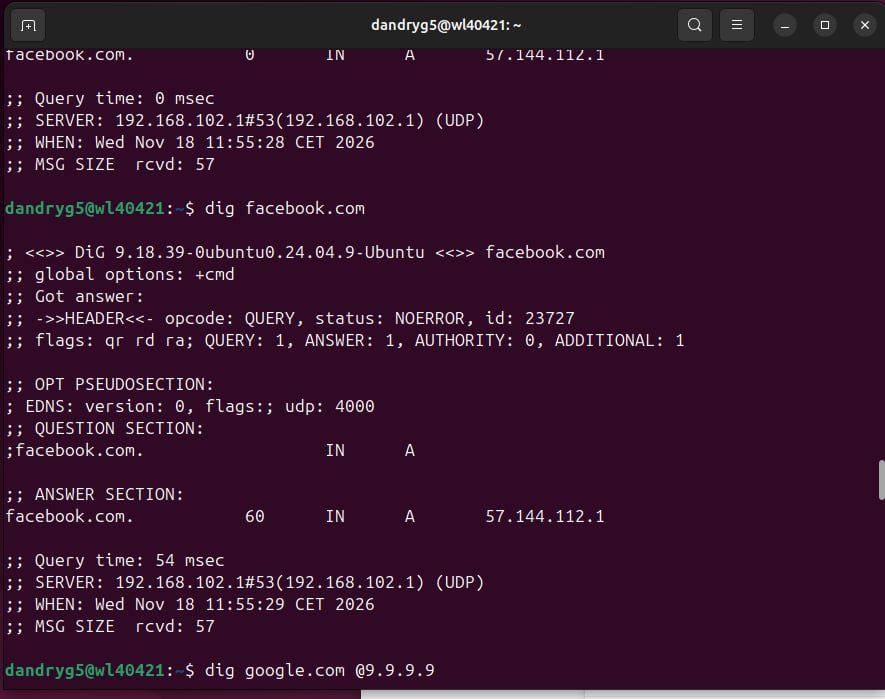 dandryg5@wl40421: ~
facebook.com. 0 IN A 57.144.112.1
;; Query time: 0 msec
;; SERVER: 192.168.102.1#53(192.168.102.1) (UDP)
;; WHEN: Wed Nov 18 11:55:28 CET 2026
;; MSG SIZE  rcvd: 57
dandryg5@wl40421:~$ dig facebook.com
; <<>> DiG 9.18.39-0ubuntu0.24.04.9-Ubuntu <<>> facebook.com
;; global options: +cmd
;; Got answer:
;; ->>HEADER<<- opcode: QUERY, status: NOERROR, id: 23727
;; flags: qr rd ra; QUERY: 1, ANSWER: 1, AUTHORITY: 0, ADDITIONAL: 1
;; OPT PSEUDOSECTION:
; EDNS: version: 0, flags:; udp: 4000
;; QUESTION SECTION:
;facebook.com. IN A
;; ANSWER SECTION:
facebook.com. 60 IN A 57.144.112.1
;; Query time: 54 msec
;; SERVER: 192.168.102.1#53(192.168.102.1) (UDP)
;; WHEN: Wed Nov 18 11:55:29 CET 2026
;; MSG SIZE  rcvd: 57
dandryg5@wl40421:~$ dig google.com @9.9.9.9